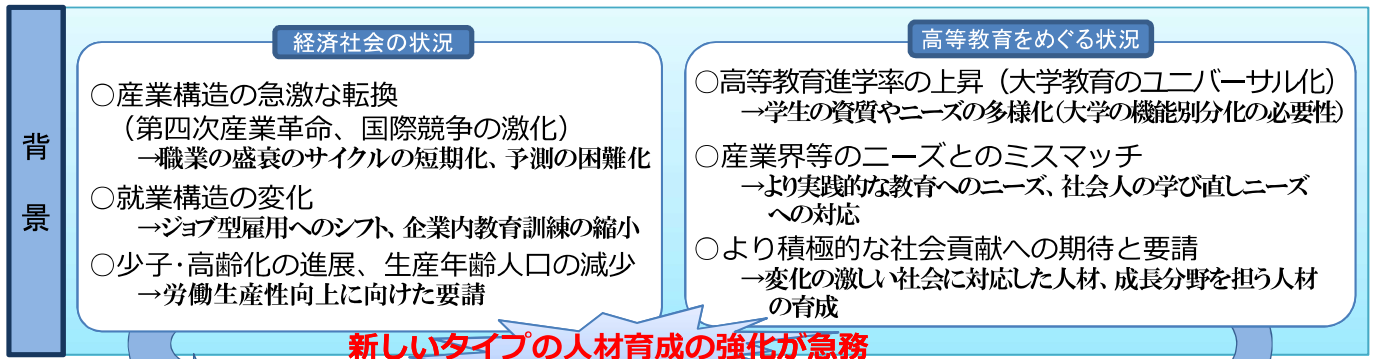 背景
経済社会の状況
○産業構造の急激な転換
（第四次産業革命、国際競争の激化）
→職業の盛衰のサイクルの短期化、予測の困難化
○就業構造の変化
→ジョブ型雇用へのシフト、企業内教育訓練の縮小
○少子･高齢化の進展、生産年齢人口の減少
→労働生産性向上に向けた要請
高等教育をめぐる状況
○高等教育進学率の上昇（大学教育のユニバーサル化）
→学生の資質やニーズの多様化(大学の機能別分化の必要性)
○産業界等のニーズとのミスマッチ
→より実践的な教育へのニーズ、社会人の学び直しニーズ
への対応
○より積極的な社会貢献への期待と要請
→変化の激しい社会に対応した人材、成長分野を担う人材
の育成
新しいタイプの人材育成の強化が急務